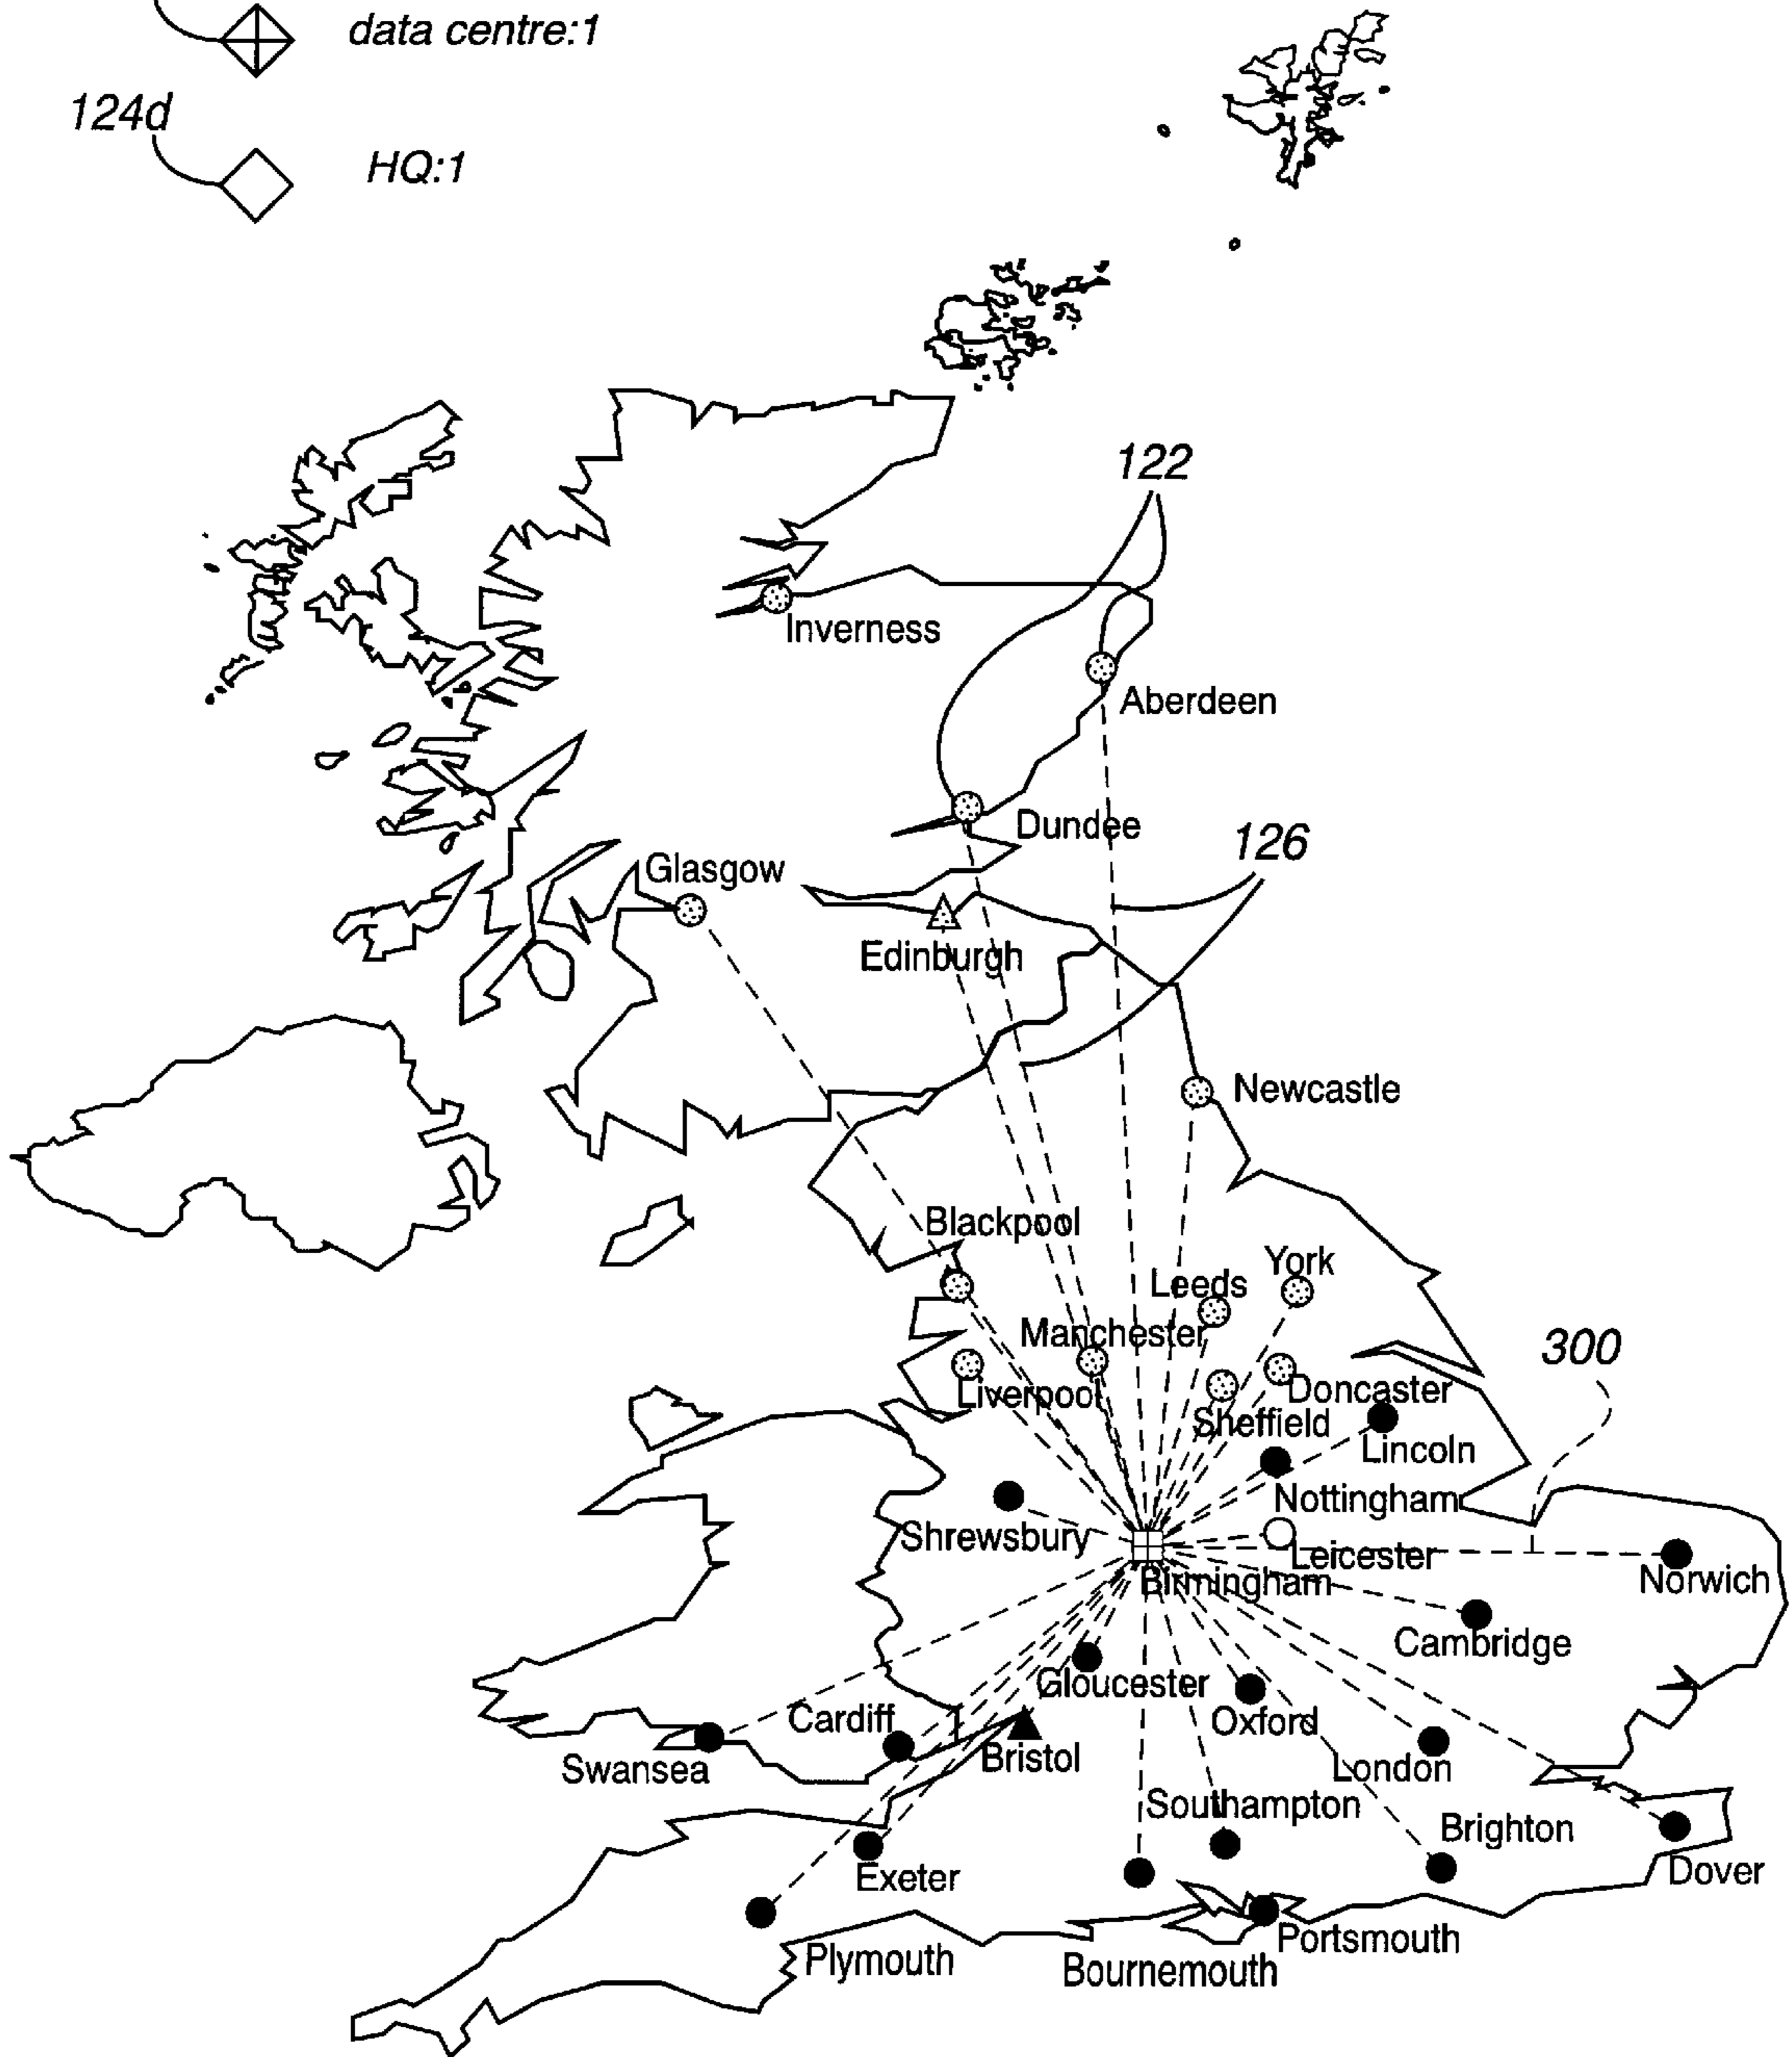 data centre:1
124d
HQ:1
122
Inverness
Aberdeen
Dundee
126
Glasgow
Edinburgh
Newcastle
Blackpool
York
Leeds
Manchester
300
Liverpool
Doncaster
Sheffield
Lincoln
Nottingham
Shrewsbury
Leicester
Birmingham
Norwich
Cambridge
Gloucester
Cardiff
Oxford
Bristol
Swansea
London
Southampton
Brighton
Exeter
Dover
Portsmouth
Plymouth
Bournemouth